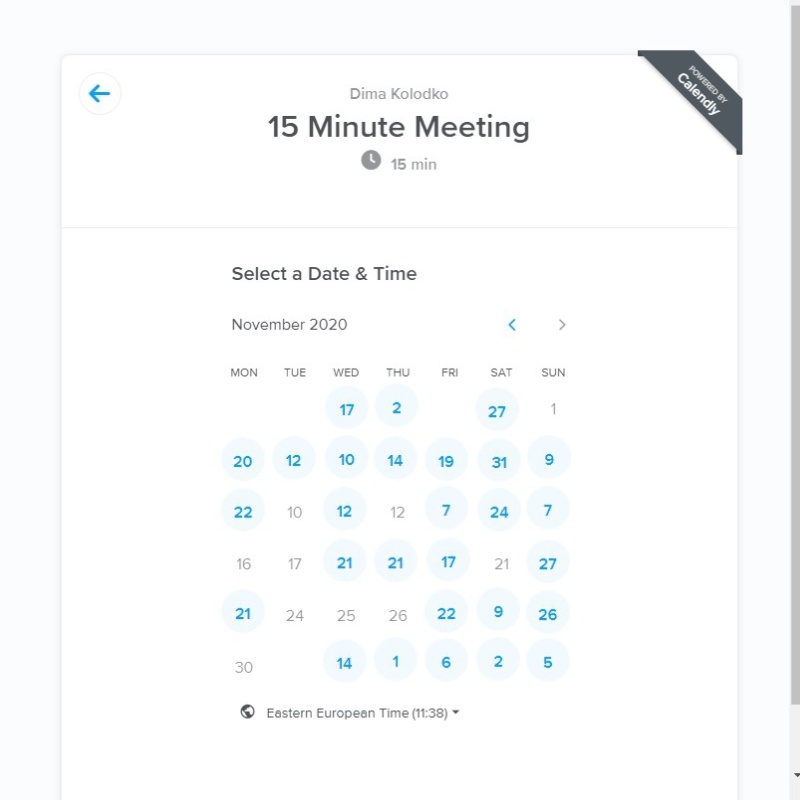 Dima Kolodko
POWERED BY
Calendly
15 Minute Meeting
15 min
Select a Date & Time
November 2020
MON TUE WED THU FRI SAT SUN
17 2 27 1
20 12 10 14 19 31 9
22 10 12 12 7 24 7
16 17 21 21 17 21 27
21 24 25 26 22 9 26
30 14 1 6 2 5
Eastern European Time (11:38)